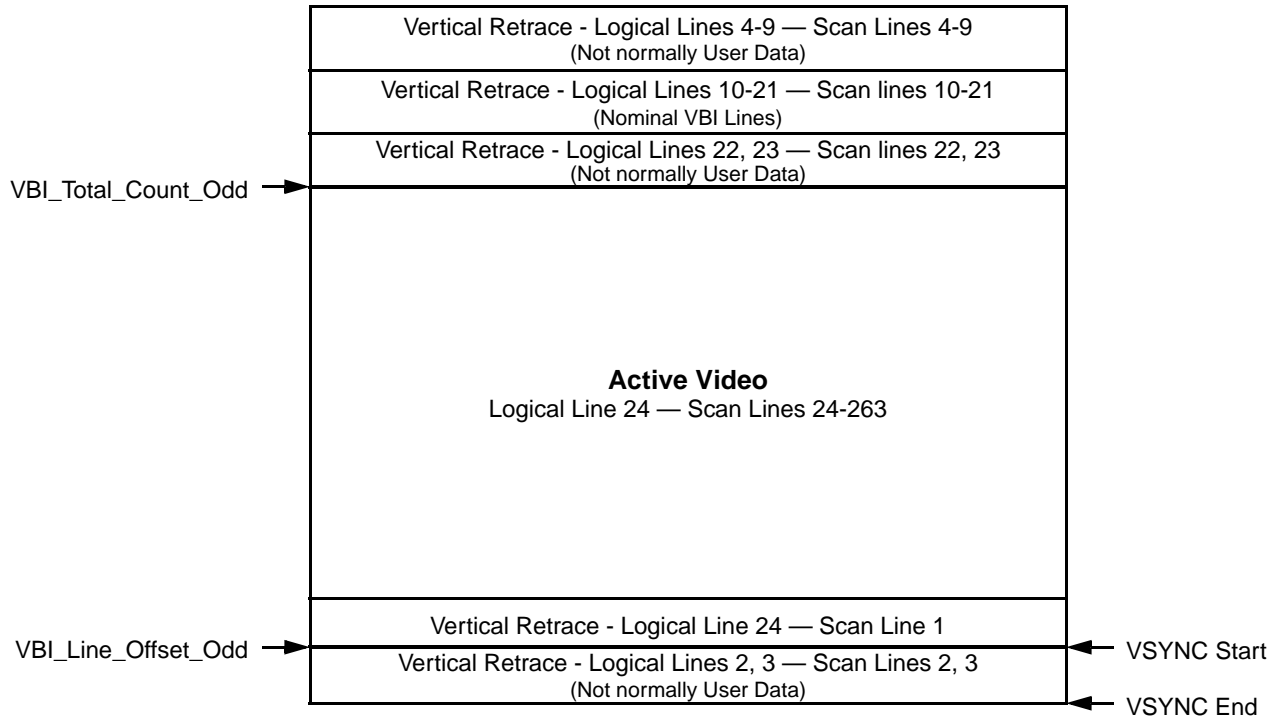 Vertical Retrace - Logical Lines 4-9 — Scan Lines 4-9
(Not normally User Data)
Vertical Retrace - Logical Lines 10-21 — Scan lines 10-21
(Nominal VBI Lines)
Vertical Retrace - Logical Lines 22, 23 — Scan lines 22, 23
(Not normally User Data)
VBI_Total_Count_Odd
Active Video
Logical Line 24 — Scan Lines 24-263
Vertical Retrace - Logical Line 24 — Scan Line 1
VBI_Line_Offset_Odd
VSYNC Start
Vertical Retrace - Logical Lines 2, 3 — Scan Lines 2, 3
(Not normally User Data)
VSYNC End